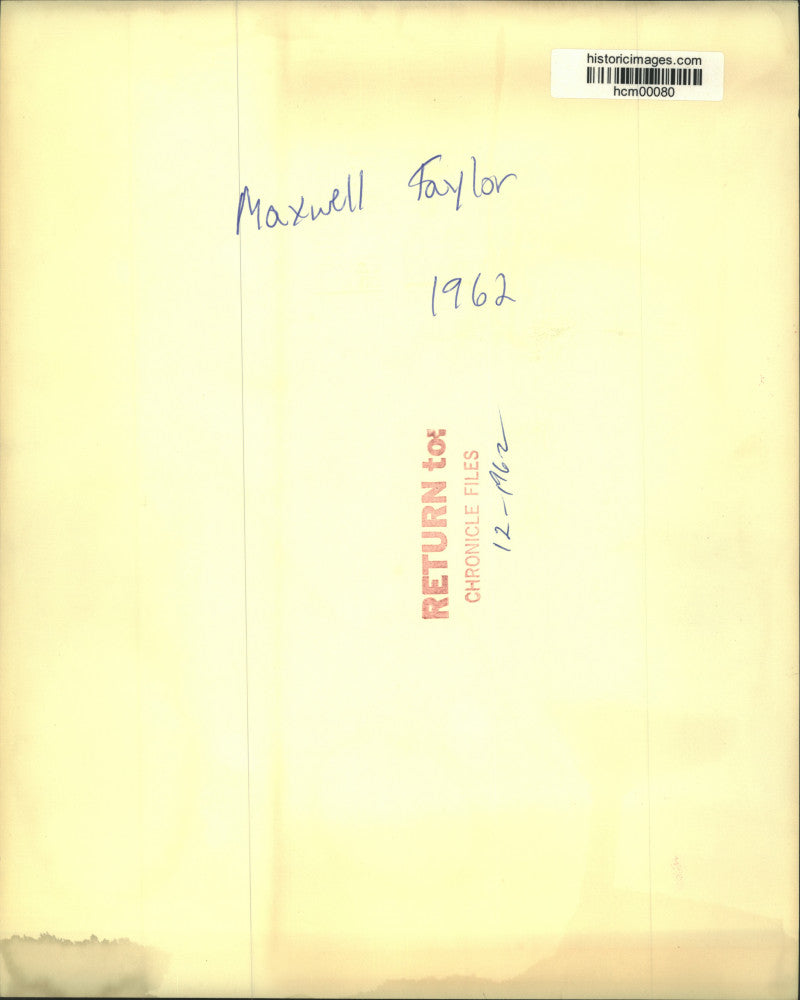 historicimages.com
hcm00080
Maxwell Taylor
1962
RETURN to:
CHRONICLE FILES
12-1962